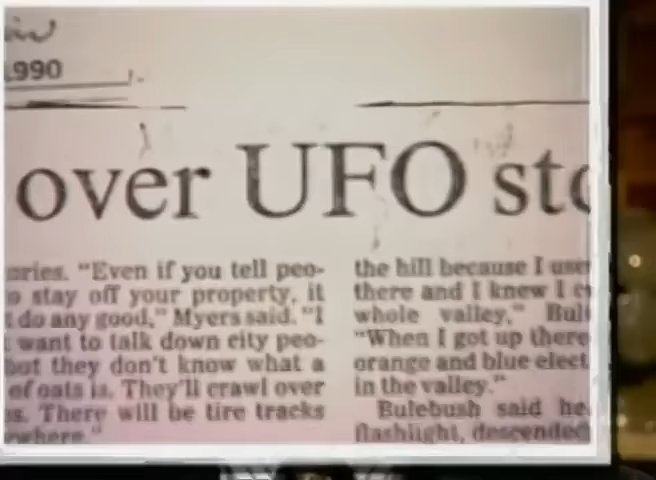 1990
over UFO sto
ories. "Even if you tell peo-
o stay off your property, it
t do any good," Myers said. "I
t want to talk down city peo-
but they don't know what a
of oats is. They'll crawl over
us. There will be tire tracks
where."
the hill because I use
there and I knew I c
whole valley," Bul
"When I got up there
orange and blue elect
in the valley."
Bulebush said he
flashlight, descended